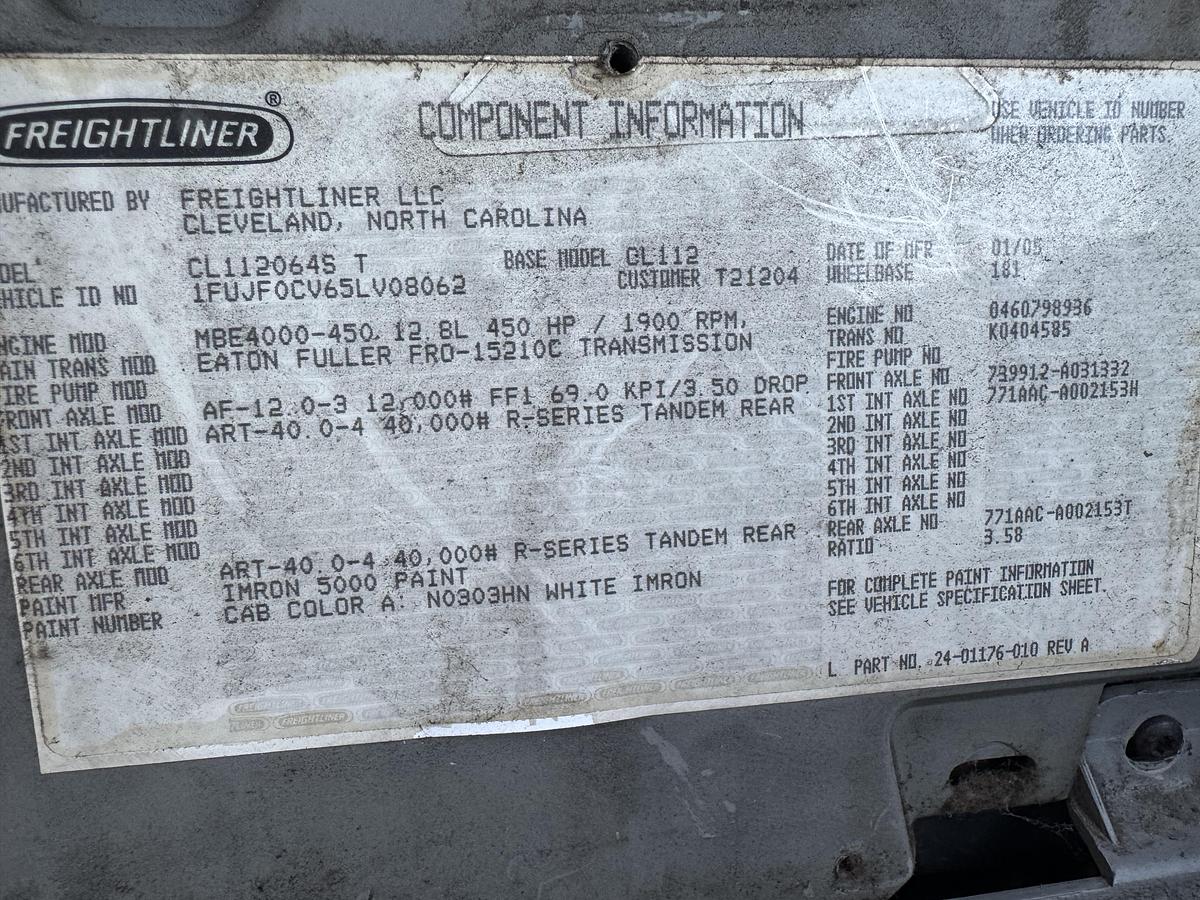 FREIGHTLINER ®
COMPONENT INFORMATION
USE VEHICLE ID NUMBER
WHEN ORDERING PARTS.
UFACTURED BY FREIGHTLINER LLC
CLEVELAND, NORTH CAROLINA
DEL CL112064S T BASE MODEL CL112 DATE OF MFR 01/05
HICLE ID NO 1FUJF0CV65LV08062 CUSTOMER T21204 WHEELBASE 181
NGINE MOD MBE4000-450, 12.8L 450 HP / 1900 RPM, ENGINE NO 0460798936
AIN TRANS MOD EATON FULLER FRO-15210C TRANSMISSION TRANS NO K0404585
IRE PUMP MOD FIRE PUMP NO
RONT AXLE MOD AF-12.0-3 12,000# FF1 69.0 KPI/3.50 DROP FRONT AXLE NO 739912-A031332
1ST INT AXLE MOD ART-40.0-4 40,000# R-SERIES TANDEM REAR 1ST INT AXLE NO 771AAC-A002153H
2ND INT AXLE MOD 2ND INT AXLE NO
3RD INT AXLE MOD 3RD INT AXLE NO
4TH INT AXLE MOD 4TH INT AXLE NO
5TH INT AXLE MOD 5TH INT AXLE NO
6TH INT AXLE MOD 6TH INT AXLE NO
REAR AXLE MOD ART-40.0-4 40,000# R-SERIES TANDEM REAR REAR AXLE NO 771AAC-A002153T
PAINT MFR IMRON 5000 PAINT RATIO 3.58
PAINT NUMBER CAB COLOR A: N0303HN WHITE IMRON
FOR COMPLETE PAINT INFORMATION
SEE VEHICLE SPECIFICATION SHEET.
L PART NO. 24-01176-010 REV A